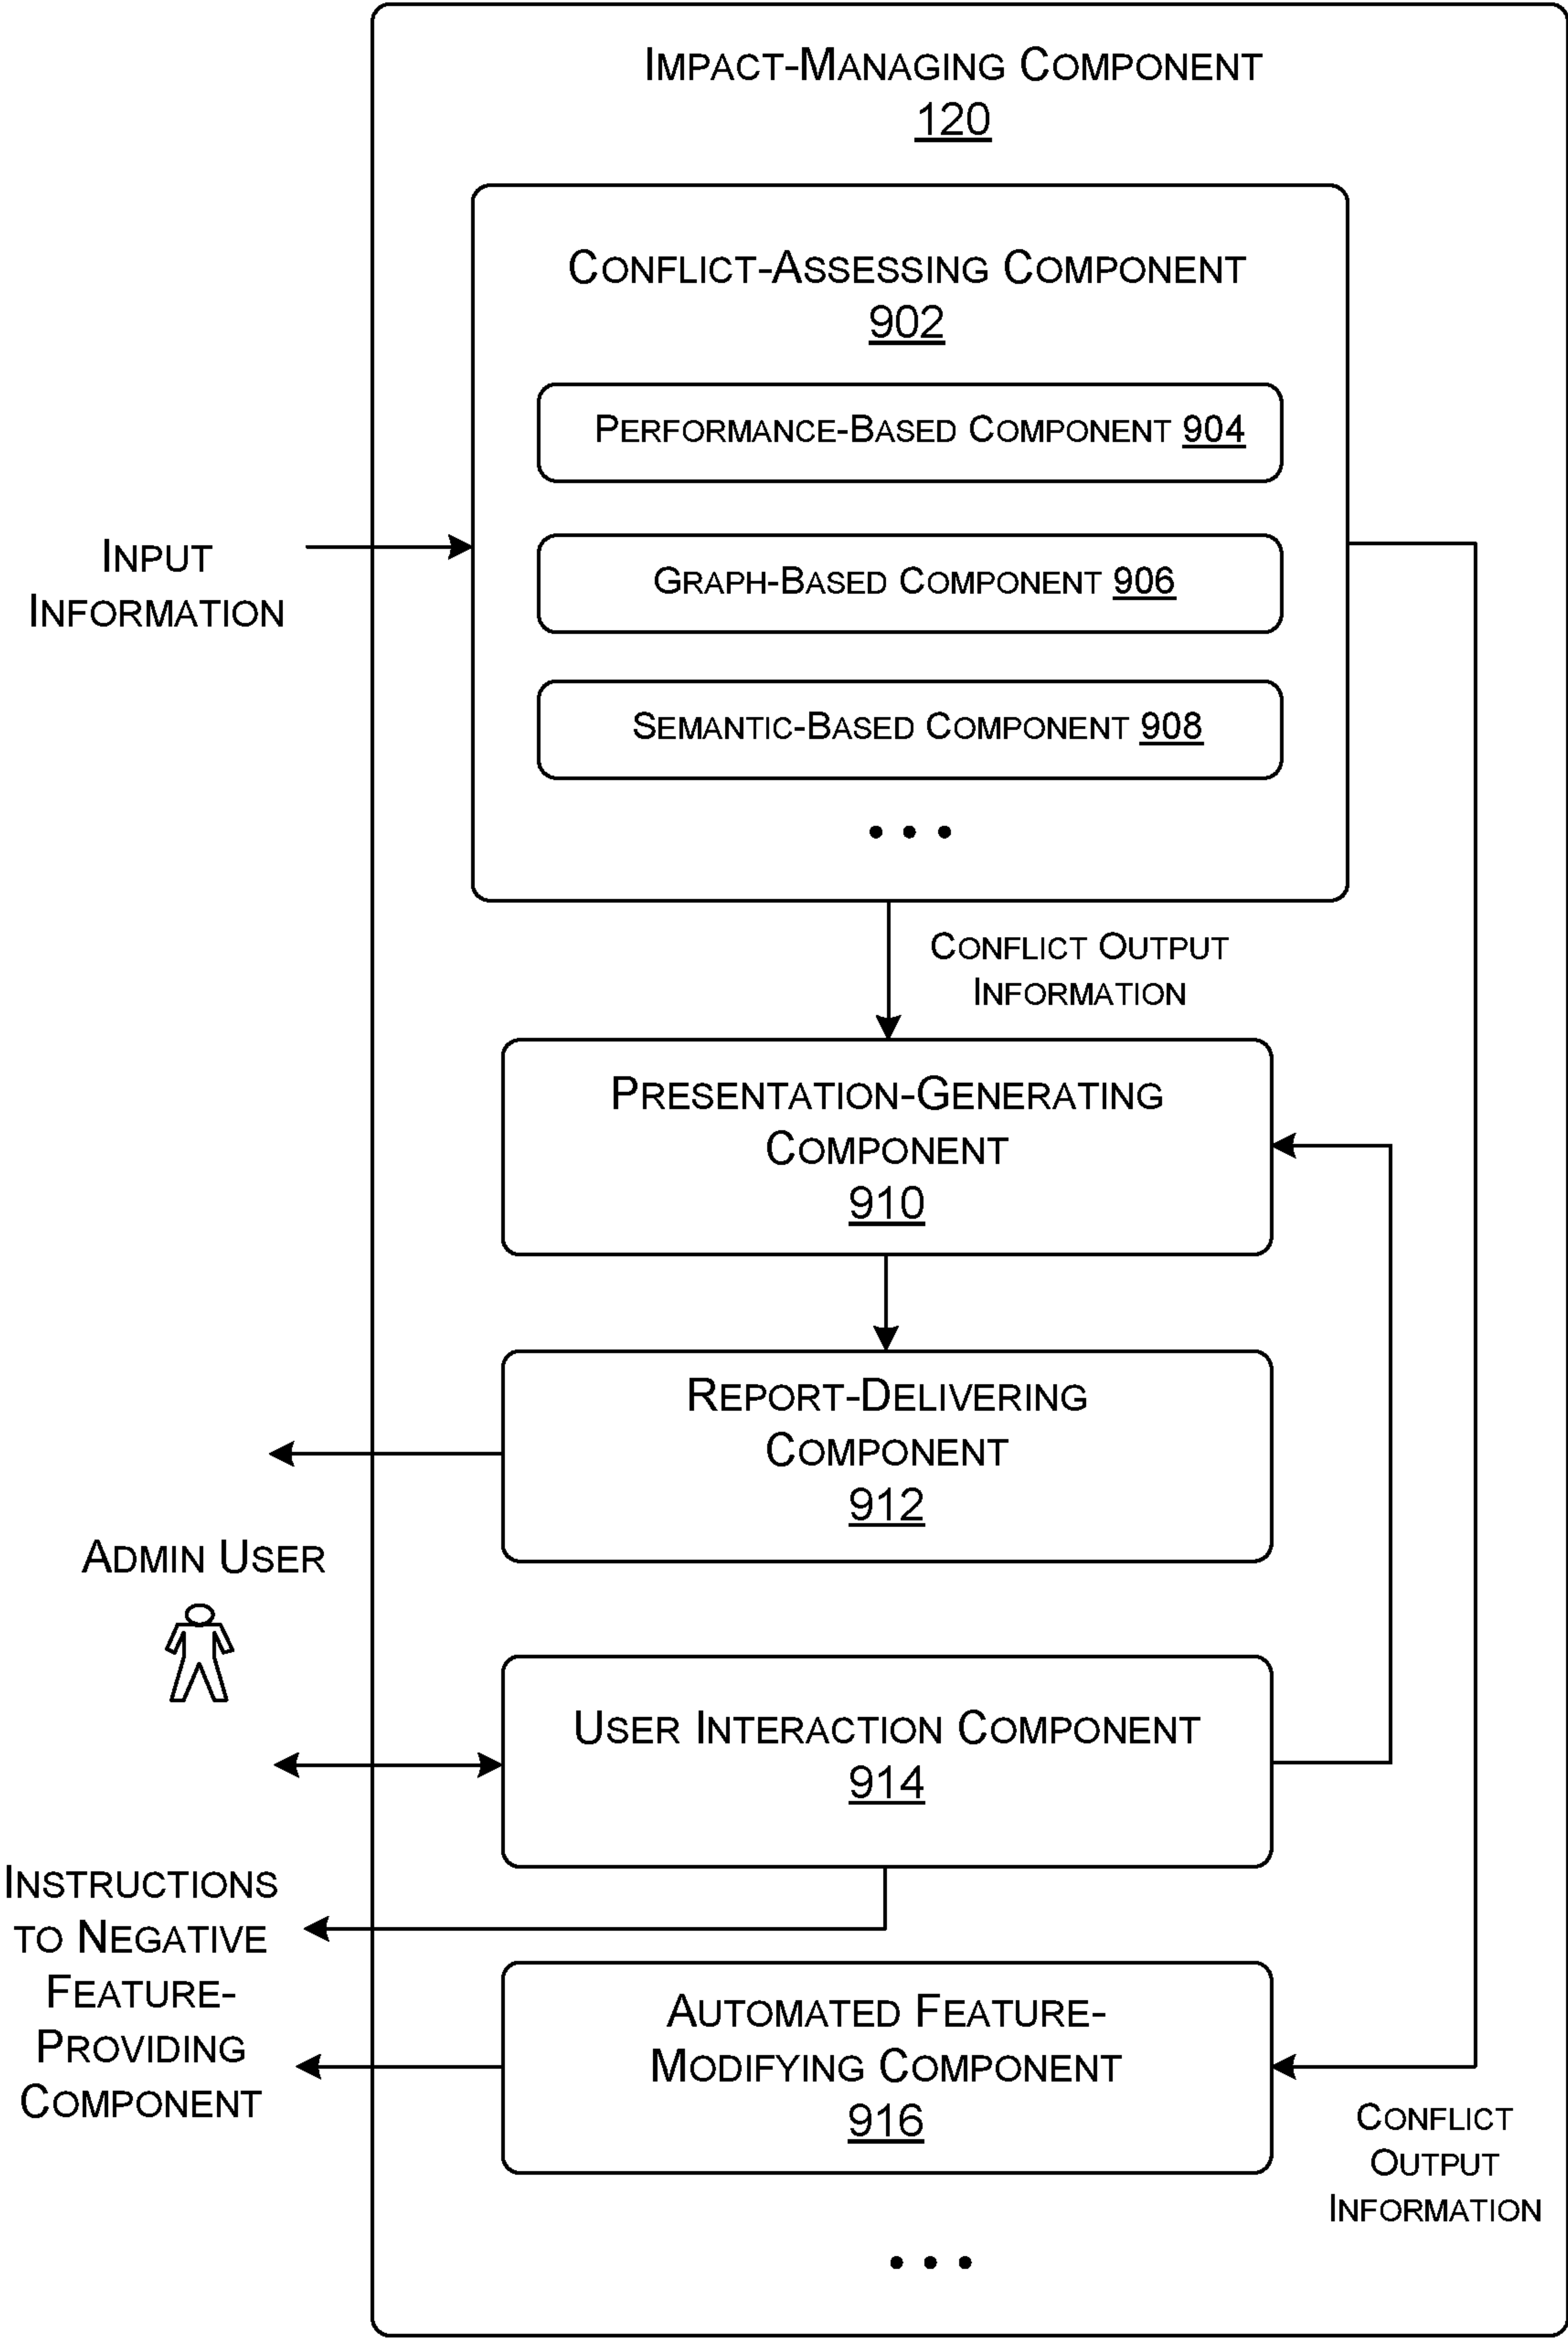 IMPACT-MANAGING COMPONENT
120
CONFLICT-ASSESSING COMPONENT
902
PERFORMANCE-BASED COMPONENT 904
GRAPH-BASED COMPONENT 906
SEMANTIC-BASED COMPONENT 908
• • •
INPUT
INFORMATION
CONFLICT OUTPUT
INFORMATION
PRESENTATION-GENERATING
COMPONENT
910
REPORT-DELIVERING
COMPONENT
912
ADMIN USER
USER INTERACTION COMPONENT
914
INSTRUCTIONS
TO NEGATIVE
FEATURE-
PROVIDING
COMPONENT
AUTOMATED FEATURE-
MODIFYING COMPONENT
916
CONFLICT
OUTPUT
INFORMATION
• • •